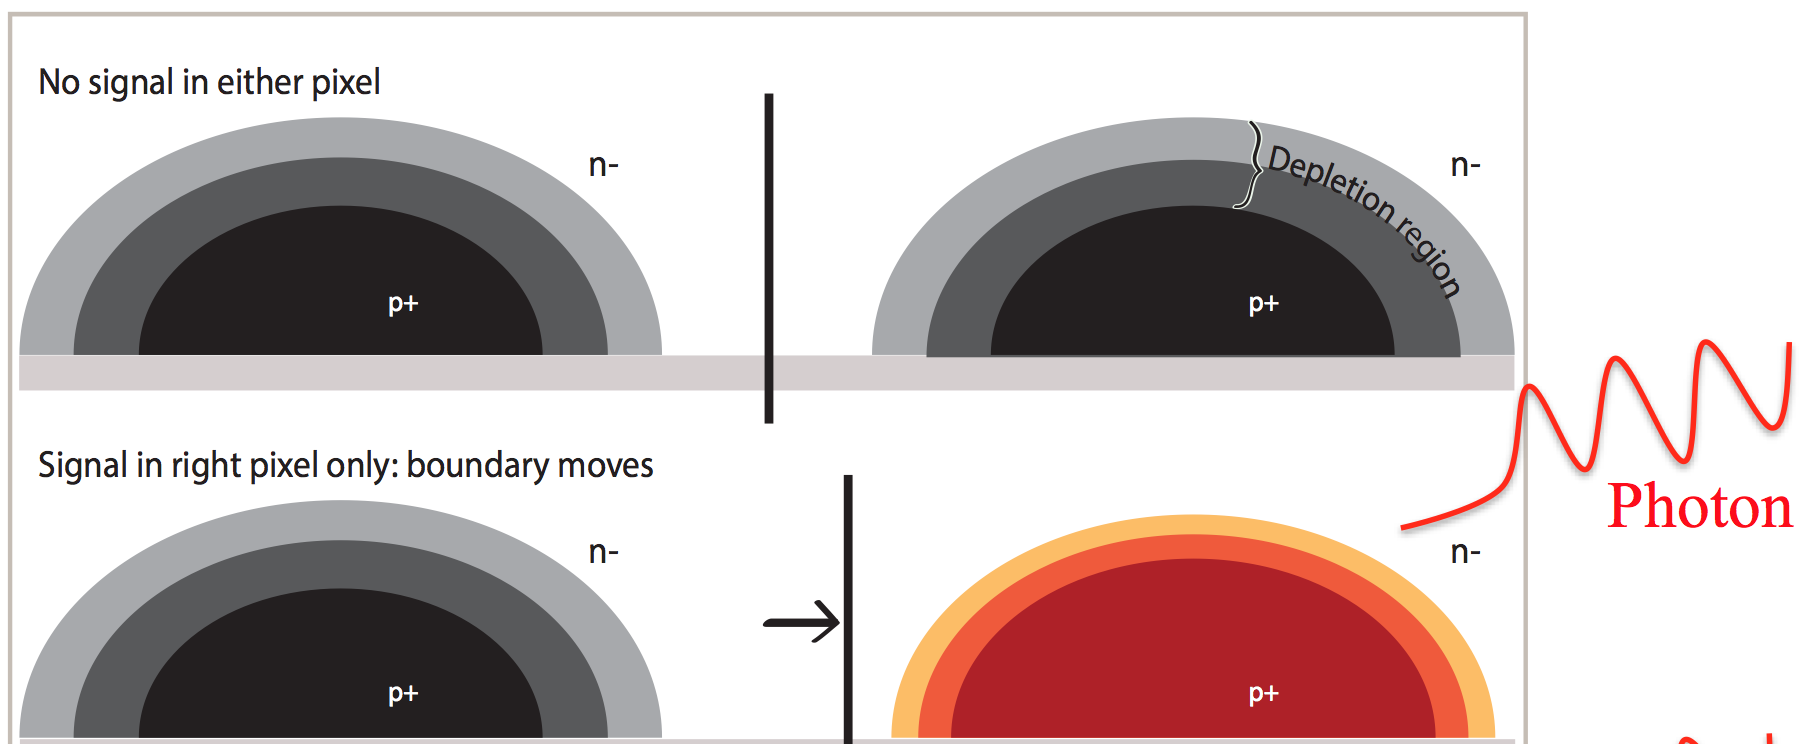 No signal in either pixel
n-
Depletion region
n-
p+
p+
Signal in right pixel only: boundary moves
Photon
n-
n-
p+
p+